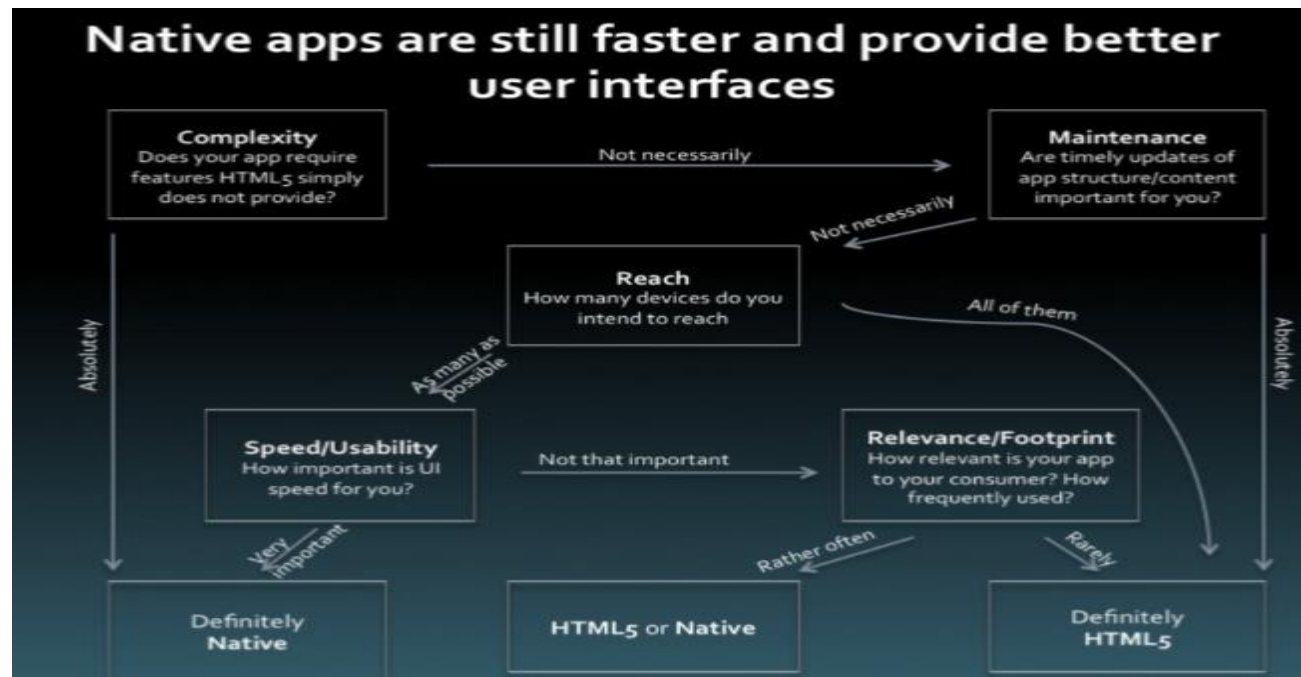 Native apps are still faster and provide better
user interfaces
Complexity
Does your app require
features HTML5 simply
does not provide?
Not necessarily
Maintenance
Are timely updates of
app structure/content
important for you?
Not necessarily
Reach
How many devices do you
intend to reach
All of them
Absolutely
Absolutely
As many as
possible
Speed/Usability
How important is UI
speed for you?
Not that important
Relevance/Footprint
How relevant is your app
to your consumer? How
frequently used?
Very
important
Rather often
Rarely
Definitely
Native
HTML5 or Native
Definitely
HTML5